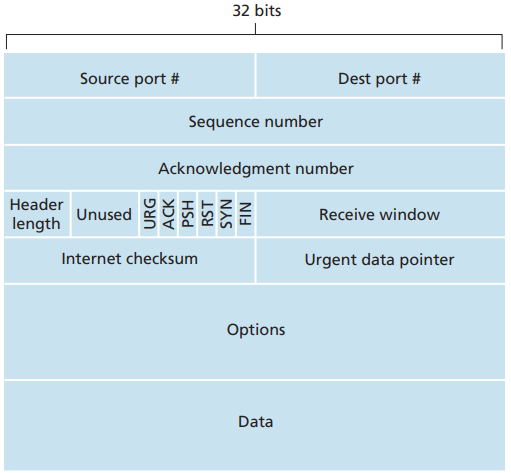 32 bits
Source port #
Dest port #
Sequence number
Acknowledgment number
Header
length
Unused
URG
ACK
PSH
RST
SYN
FIN
Receive window
Internet checksum
Urgent data pointer
Options
Data